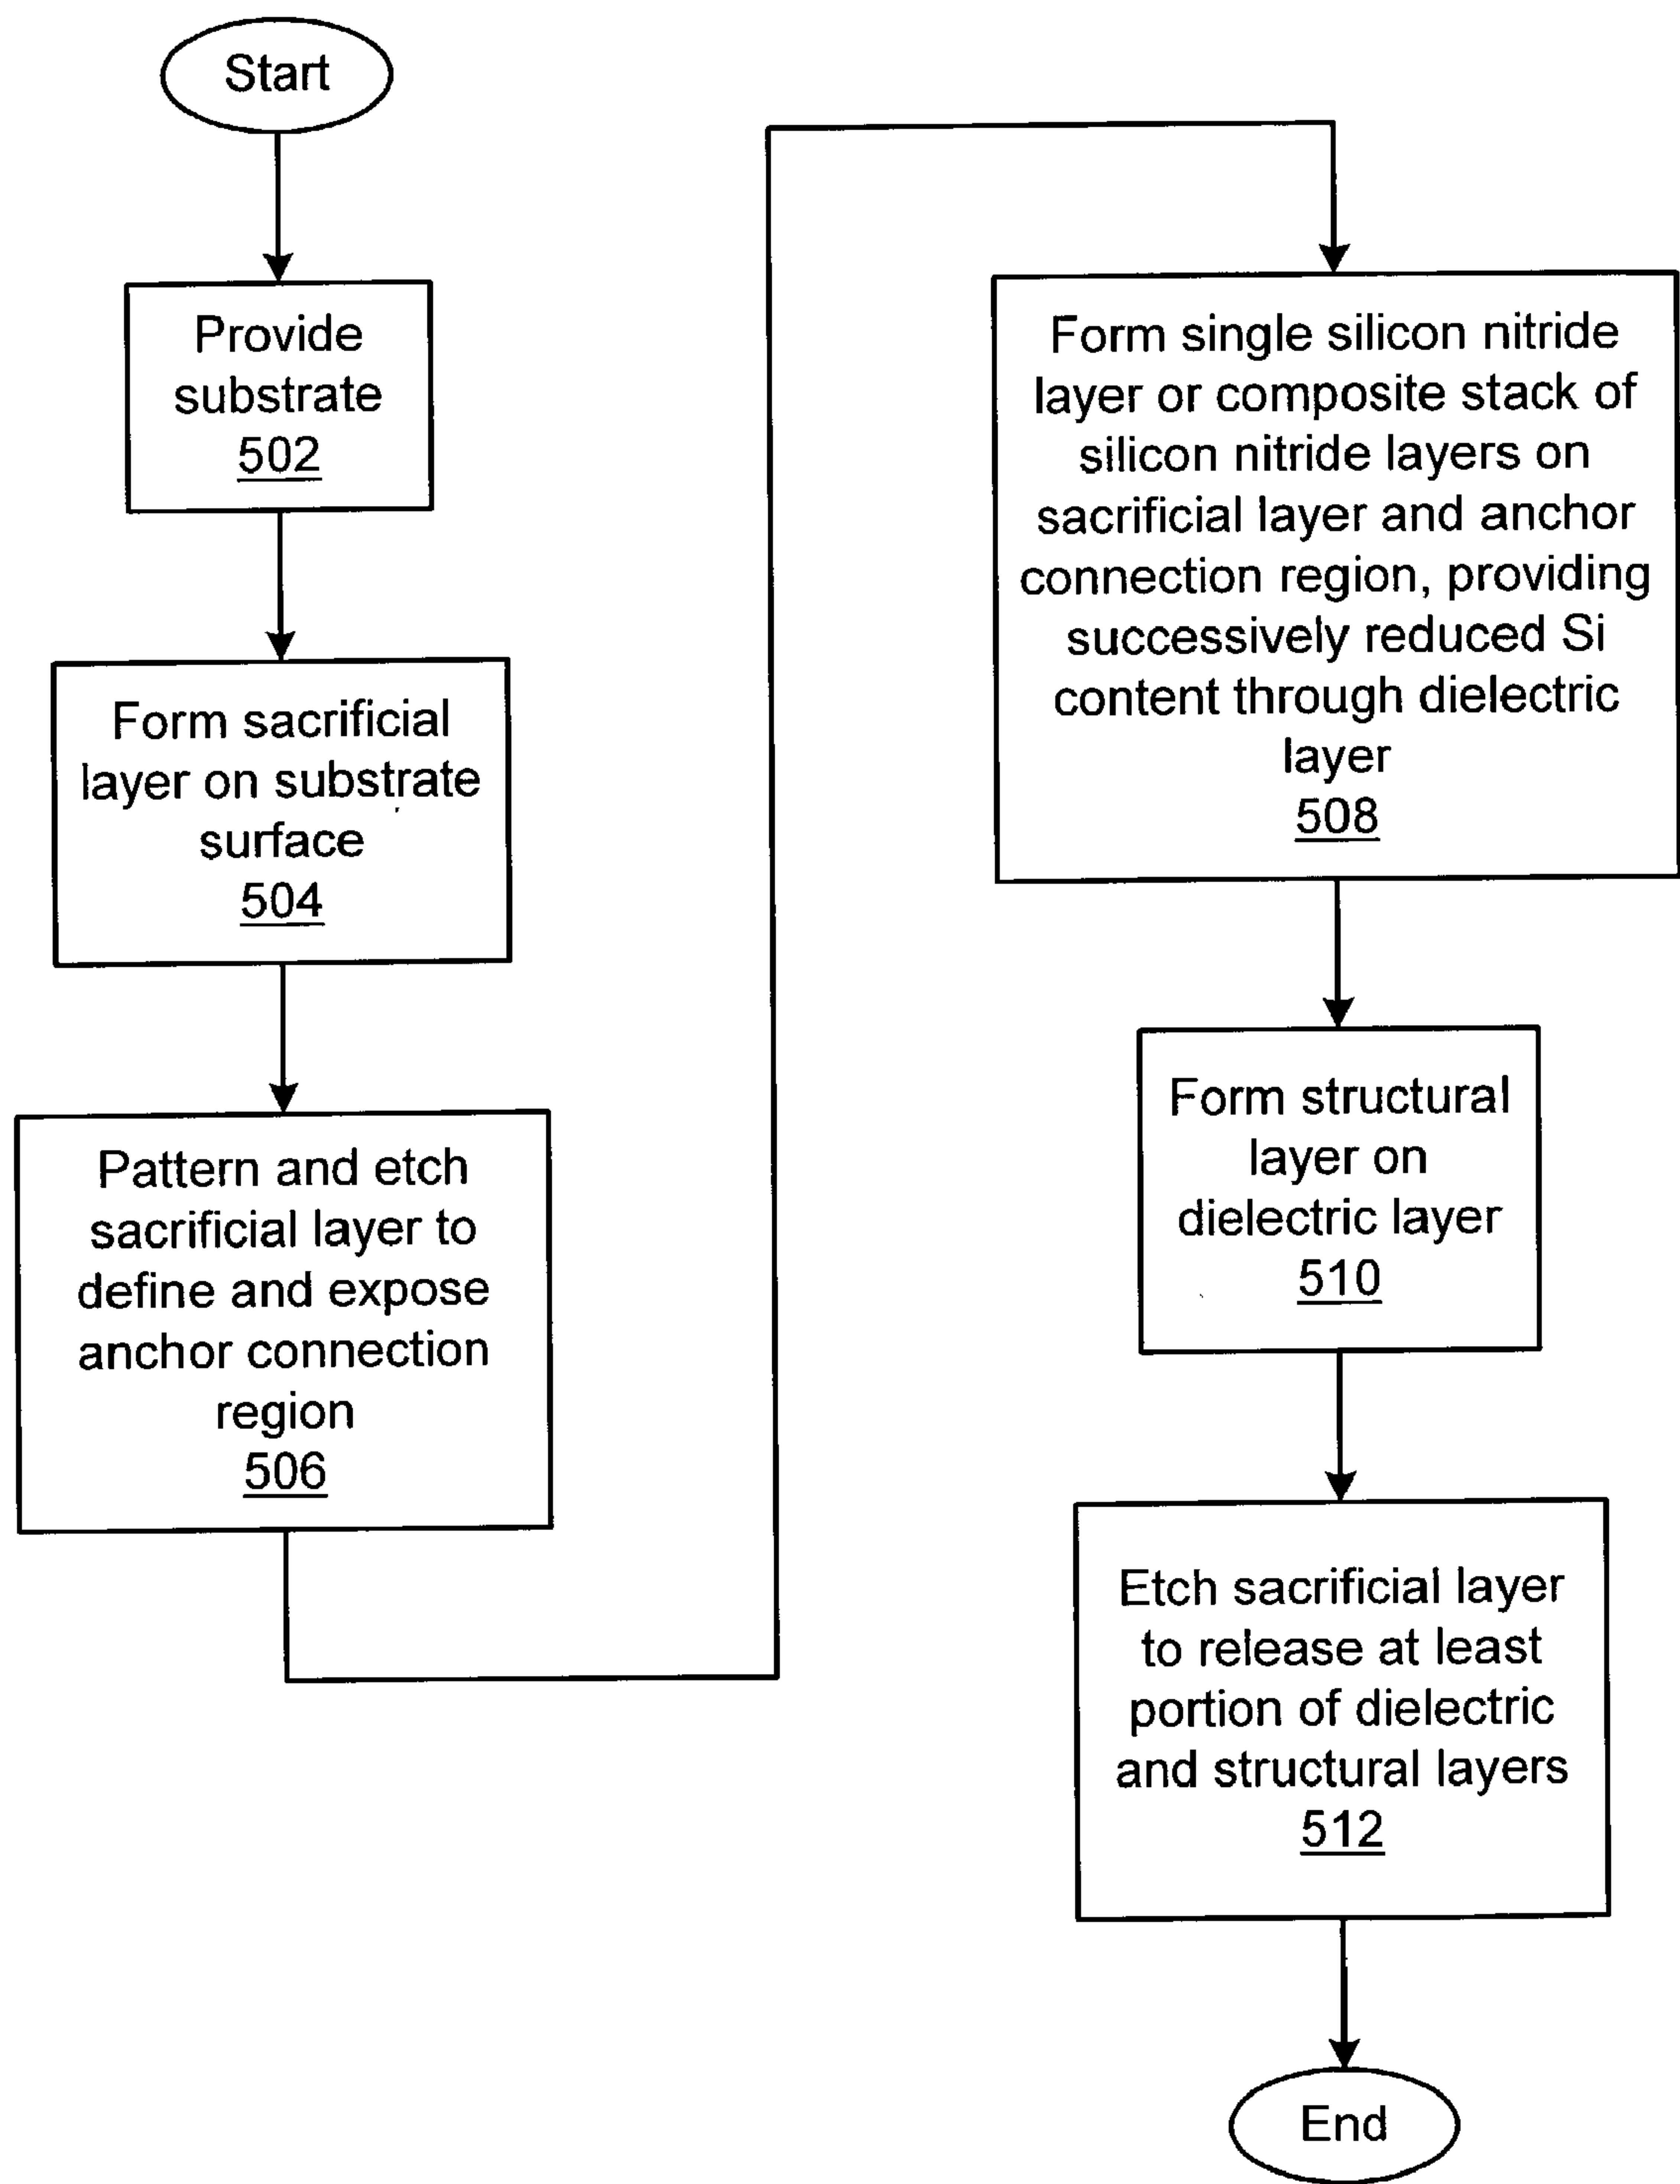 Start
Provide
substrate
502
Form sacrificial
layer on substrate
surface
504
Pattern and etch
sacrificial layer to
define and expose
anchor connection
region
506
Form single silicon nitride
layer or composite stack of
silicon nitride layers on
sacrificial layer and anchor
connection region, providing
successively reduced Si
content through dielectric
layer
508
Form structural
layer on
dielectric layer
510
Etch sacrificial layer
to release at least
portion of dielectric
and structural layers
512
End